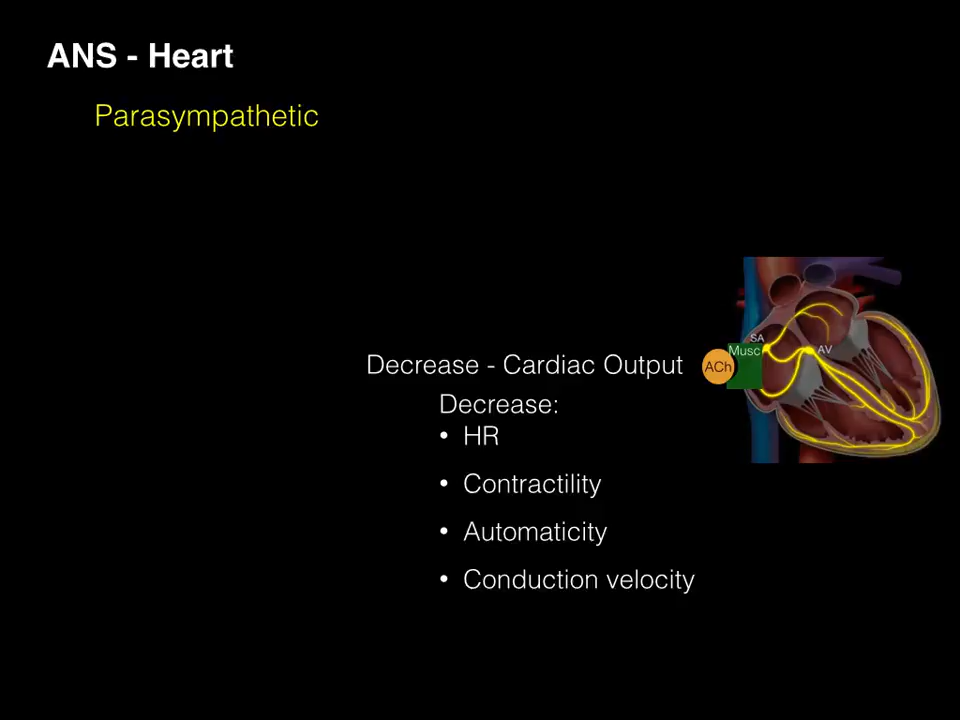 ANS - Heart
Parasympathetic
SA
Musc
AV
ACh
Decrease - Cardiac Output
Decrease:
• HR
• Contractility
• Automaticity
• Conduction velocity